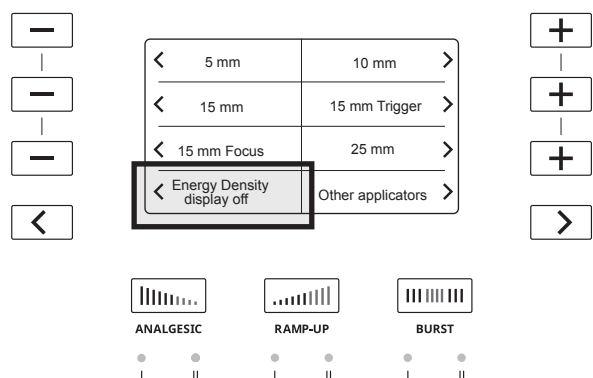 5 mm
10 mm
15 mm
15 mm Trigger
15 mm Focus
25 mm
Energy Density
display off
Other applicators
ANALGESIC
RAMP-UP
BURST
I II I II I II